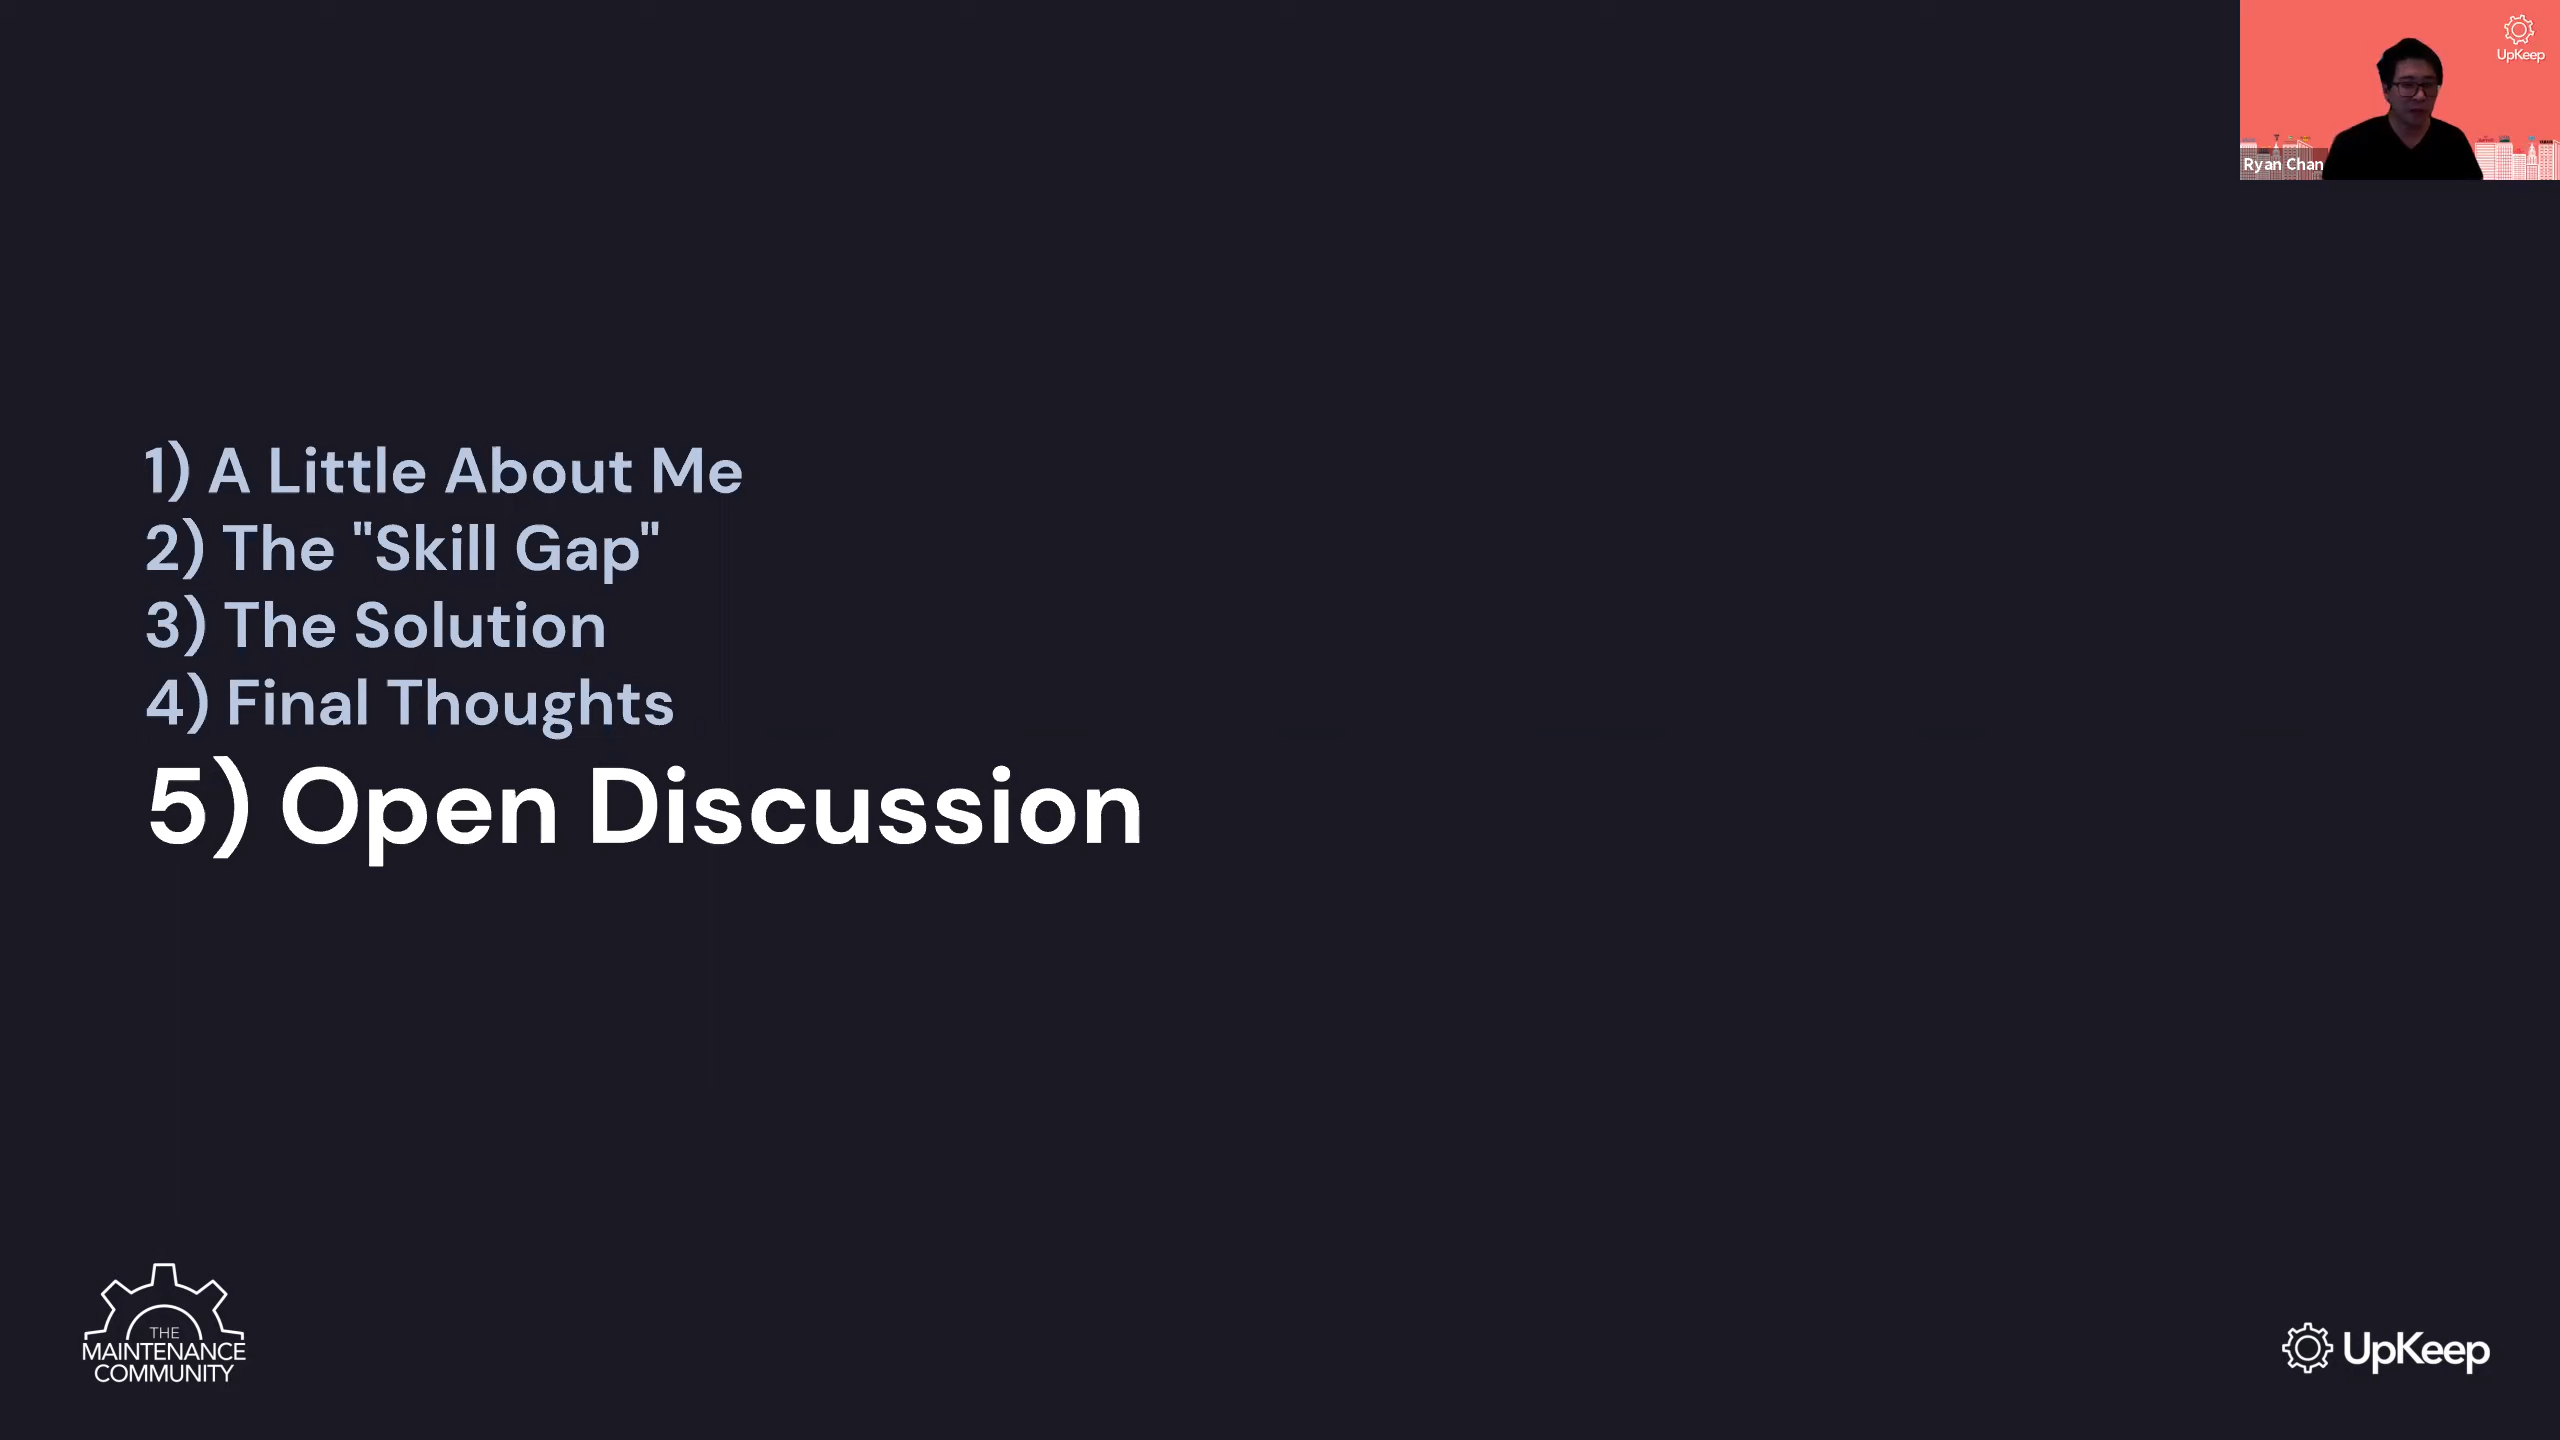 UpKeep
Ryan Chan
1) A Little About Me
2) The "Skill Gap"
3) The Solution
4) Final Thoughts
5) Open Discussion
THE
MAINTENANCE
COMMUNITY
UpKeep